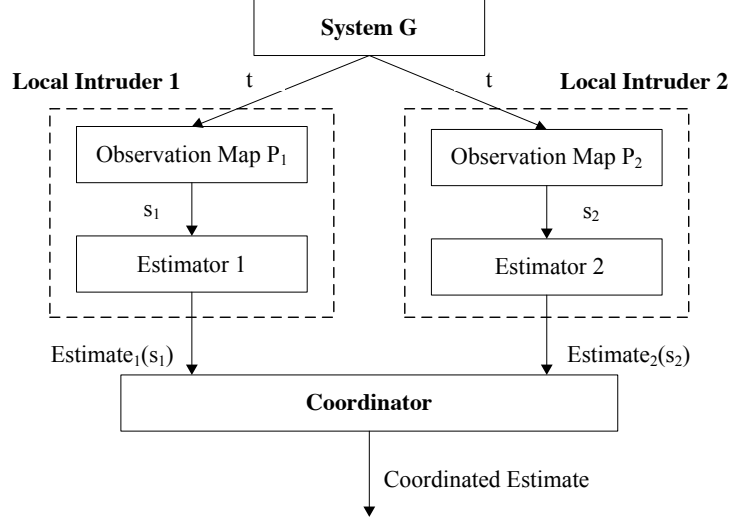 System G
t
t
Local Intruder 1
Local Intruder 2
Observation Map P₁
Observation Map P₂
s₁
s₂
Estimator 1
Estimator 2
Estimate₁(s₁)
Estimate₂(s₂)
Coordinator
Coordinated Estimate